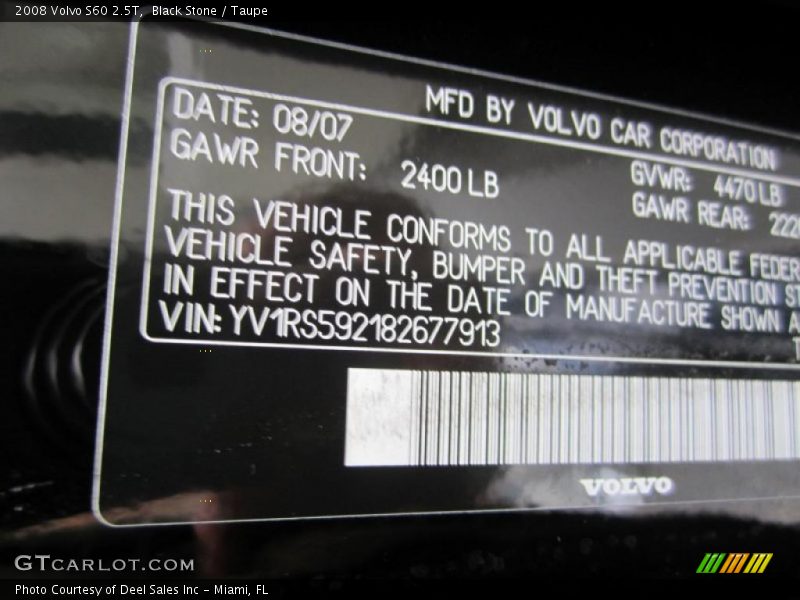 2008 Volvo S60 2.5T, Black Stone / Taupe
MFD BY VOLVO CAR CORPORATION
DATE: 08/07
GVWR: 4470 LB
GAWR FRONT: 2400 LB
GAWR REAR: 222
THIS VEHICLE CONFORMS TO ALL APPLICABLE FEDER
VEHICLE SAFETY, BUMPER AND THEFT PREVENTION ST
IN EFFECT ON THE DATE OF MANUFACTURE SHOWN A
VIN: YV1RS592182677913
VOLVO
GTCARLOT.COM
Photo Courtesy of Deel Sales Inc - Miami, FL